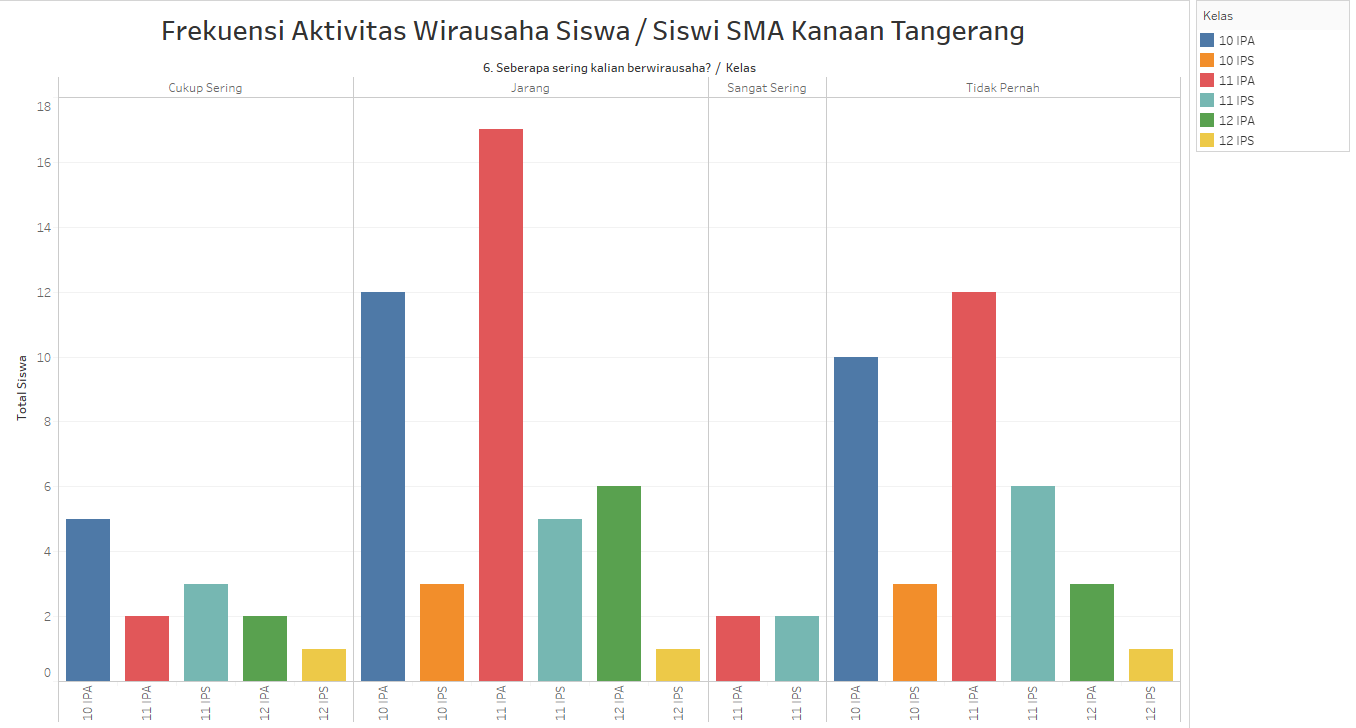 Frekuensi Aktivitas Wirausaha Siswa / Siswi SMA Kanaan Tangerang
6. Seberapa sering kalian berwirausaha? / Kelas
Cukup Sering
Jarang
Sangat Sering
Tidak Pernah
18
16
14
12
10
8
6
4
2
0
Total Siswa
10 IPA
11 IPA
11 IPS
12 IPA
12 IPS
10 IPA
10 IPS
11 IPA
11 IPS
12 IPA
12 IPS
11 IPA
11 IPS
10 IPA
10 IPS
11 IPA
11 IPS
12 IPA
12 IPS
Kelas
10 IPA
10 IPS
11 IPA
11 IPS
12 IPA
12 IPS